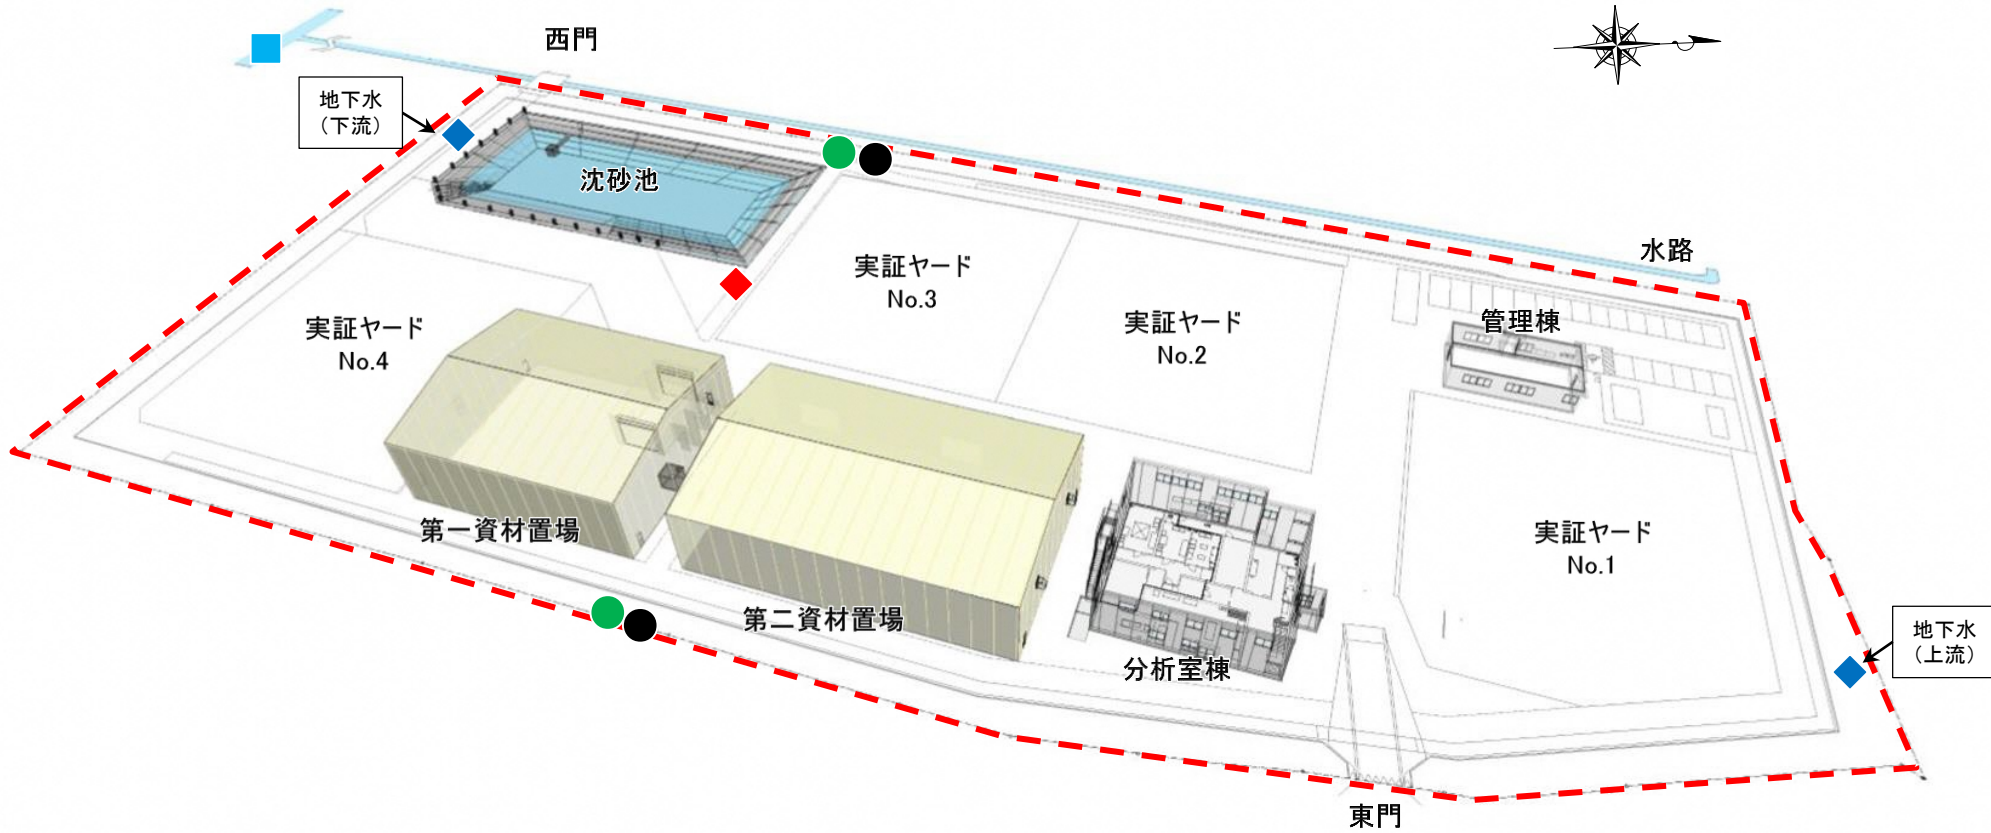 西門
地下水
（下流）
沈砂池
水路
実証ヤード
No.3
実証ヤード
No.2
管理棟
実証ヤード
No.4
第一資材置場
実証ヤード
No.1
第二資材置場
分析室棟
地下水
（上流）
東門